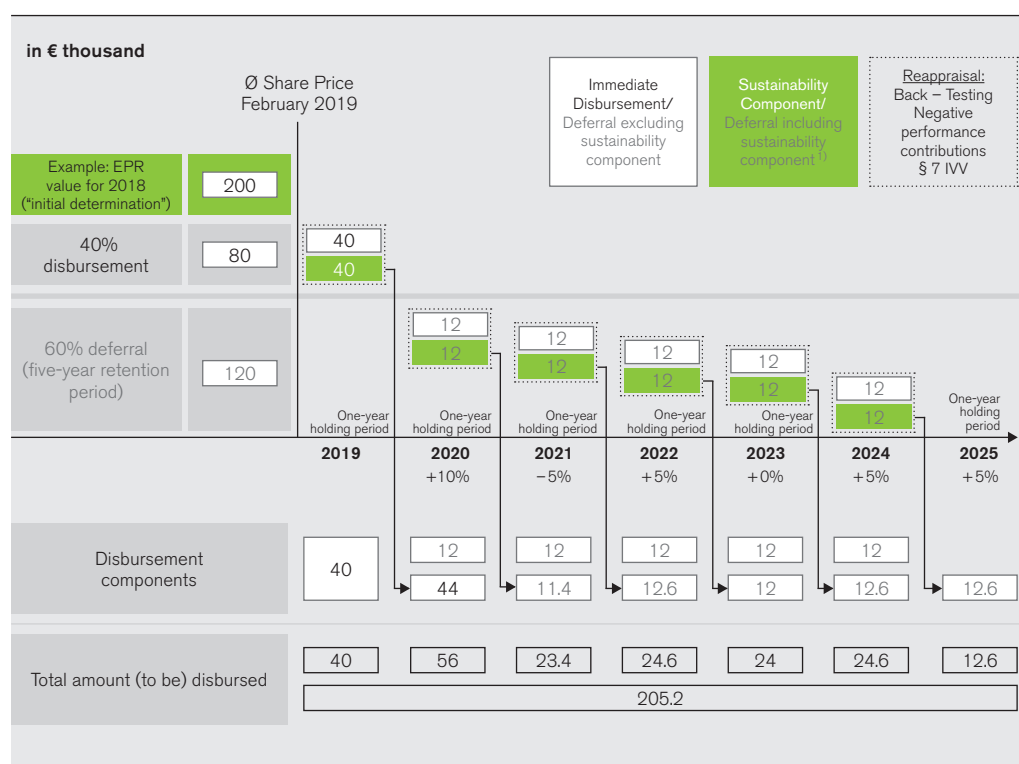 in € thousand
Ø Share Price
February 2019
Immediate
Disbursement/
Deferral excluding
sustainability
component
Sustainability
Component/
Deferral including
sustainability
component 1)
Reappraisal:
Back – Testing
Negative
performance
contributions
§ 7 IVV
Example: EPR
value for 2018
("initial determination")
200
40%
disbursement
80
40
40
60% deferral
(five-year retention
period)
120
12
12
12
12
12
12
12
12
12
12
One-year
holding period
One-year
holding period
One-year
holding period
One-year
holding period
One-year
holding period
One-year
holding
period
2019
2020
2021
2022
2023
2024
2025
+10%
–5%
+5%
+0%
+5%
+5%
Disbursement
components
40
12
12
12
12
12
44
11.4
12.6
12
12.6
12.6
Total amount (to be) disbursed
40
56
23.4
24.6
24
24.6
12.6
205.2